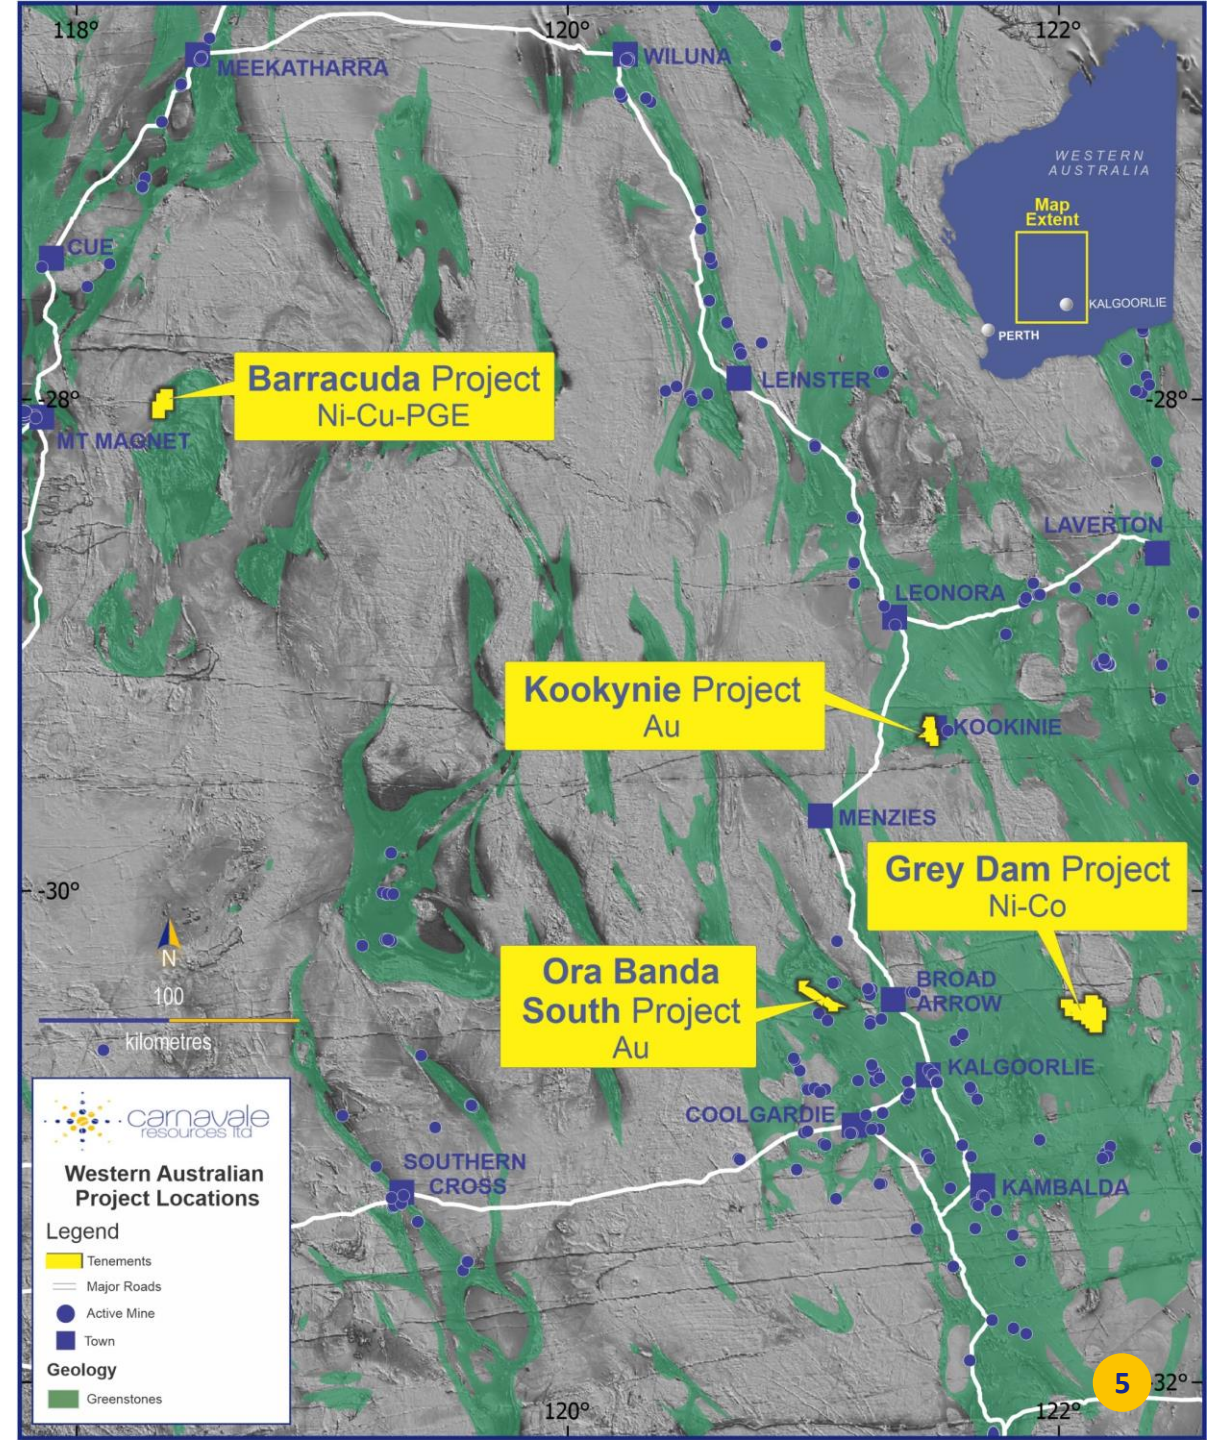 118°
120°
122°
MEEKATHARRA
WILUNA
WESTERN
AUSTRALIA
Map
Extent
KALGOORLIE
PERTH
CUE
Barracuda Project
Ni-Cu-PGE
LEINSTER
-28°
-28°
MT MAGNET
LAVERTON
LEONORA
Kookynie Project
Au
KOOKINIE
MENZIES
Grey Dam Project
Ni-Co
-30°
N
100
kilometres
Ora Banda
South Project
Au
BROAD
ARROW
KALGOORLIE
COOLGARDIE
SOUTHERN
CROSS
KAMBALDA
carnavale
resources ltd
Western Australian
Project Locations
Legend
Tenements
Major Roads
Active Mine
Town
Geology
Greenstones
5
-32°
120°
122°